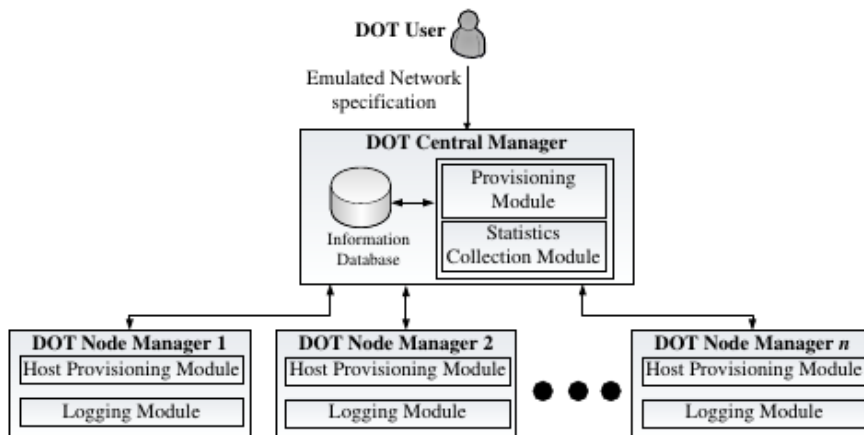 DOT User
Emulated Network
specification
DOT Central Manager
Information
Database
Provisioning
Module
Statistics
Collection Module
DOT Node Manager 1
Host Provisioning Module
Logging Module
DOT Node Manager 2
Host Provisioning Module
Logging Module
DOT Node Manager n
Host Provisioning Module
Logging Module